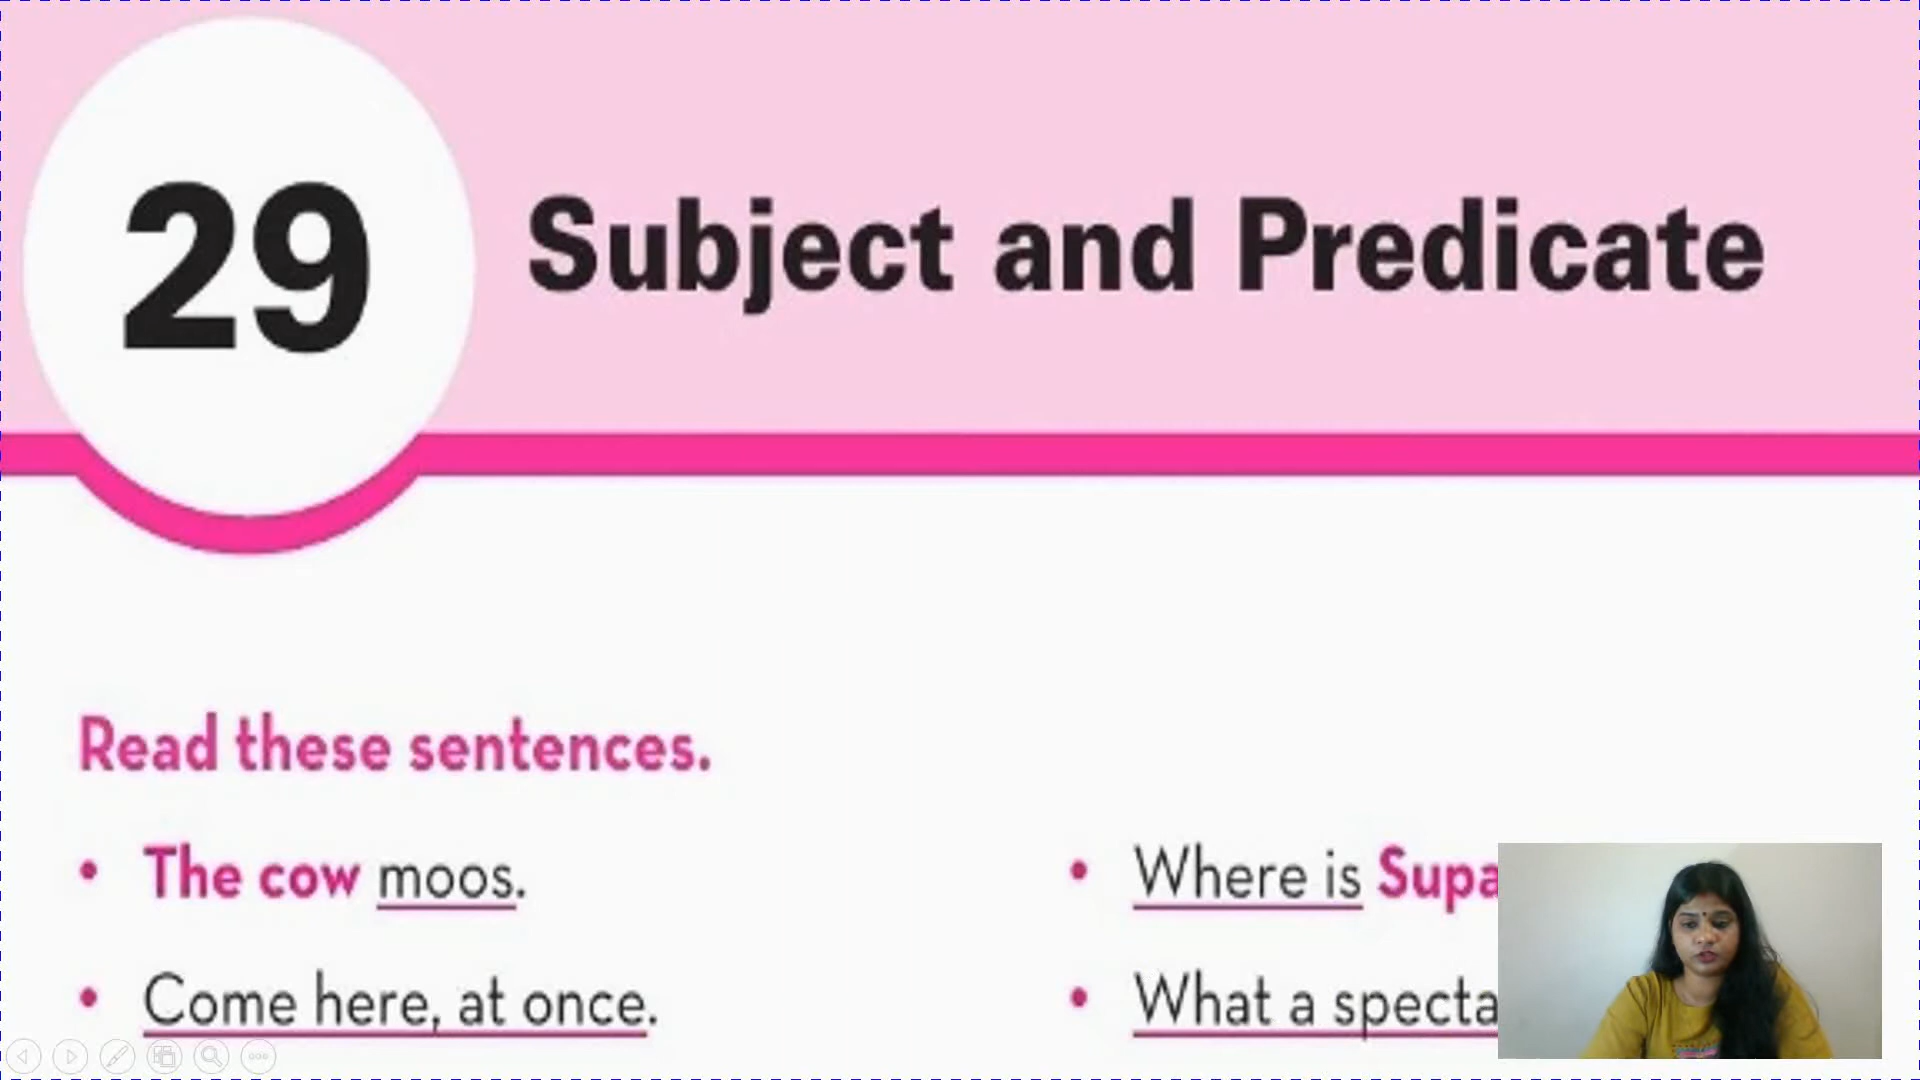 29
Subject and Predicate
Read these sentences.
• The cow moos.
• Where is
• Come here, at once.
• What a